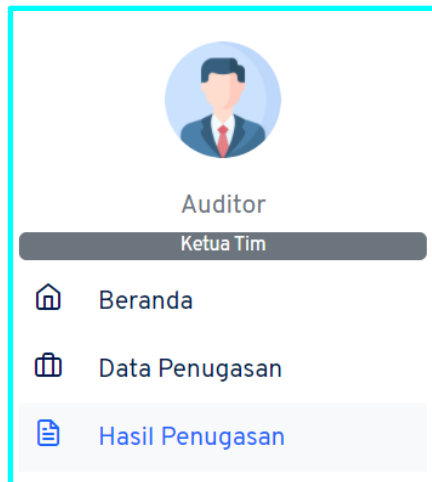 Auditor
Ketua Tim
Beranda
Data Penugasan
Hasil Penugasan